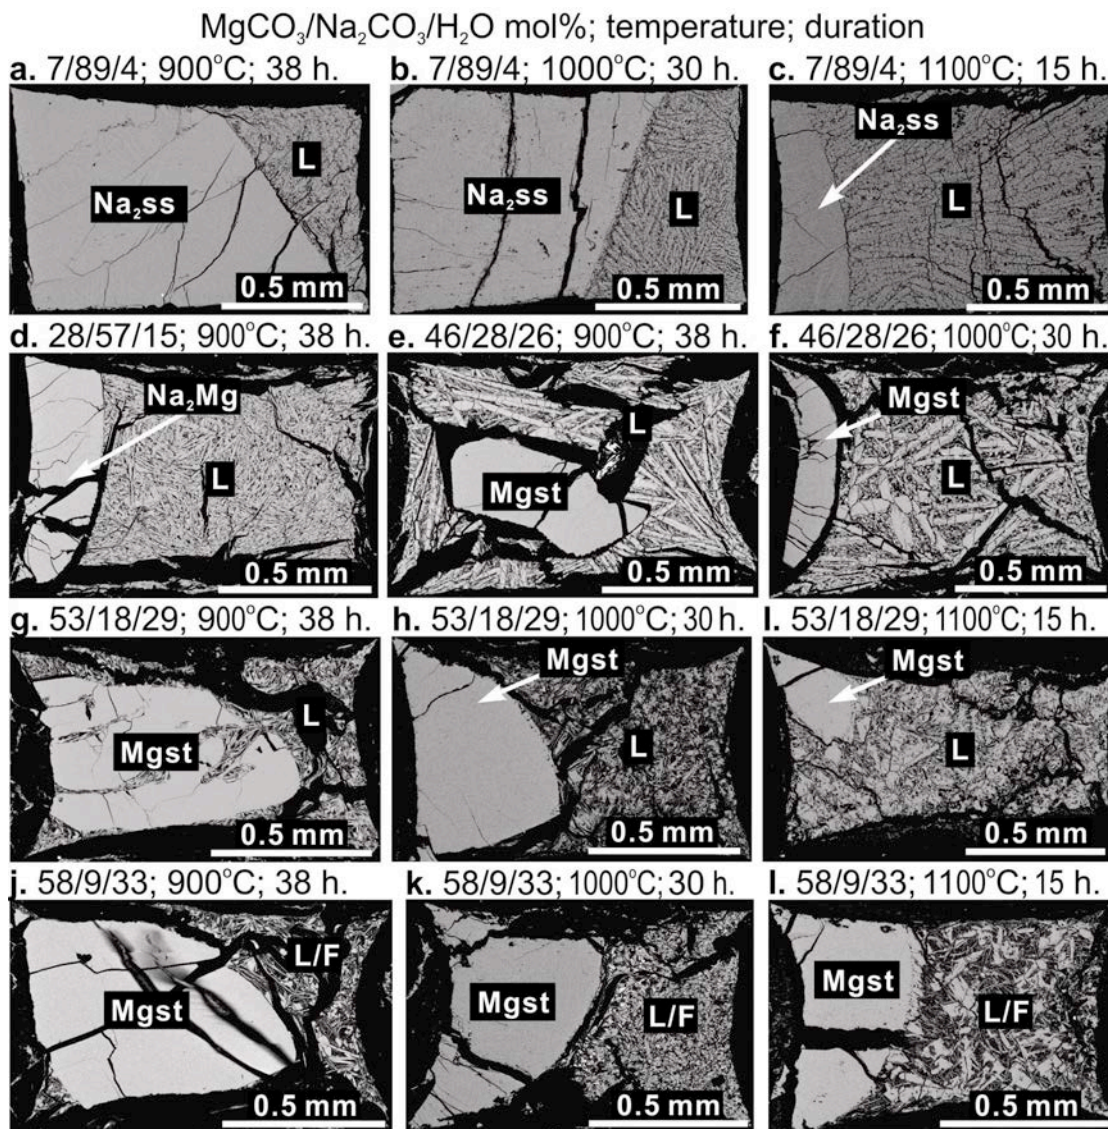 MgCO₃/Na₂CO₃/H₂O mol%; temperature; duration
a. 7/89/4; 900°C; 38 h.
Na₂ss
L
0.5 mm
b. 7/89/4; 1000°C; 30 h.
Na₂ss
L
0.5 mm
c. 7/89/4; 1100°C; 15 h.
Na₂ss
L
0.5 mm
d. 28/57/15; 900°C; 38 h.
Na₂Mg
L
0.5 mm
e. 46/28/26; 900°C; 38 h.
L
Mgst
0.5 mm
f. 46/28/26; 1000°C; 30 h.
Mgst
L
0.5 mm
g. 53/18/29; 900°C; 38 h.
L
Mgst
0.5 mm
h. 53/18/29; 1000°C; 30 h.
Mgst
L
0.5 mm
I. 53/18/29; 1100°C; 15 h.
Mgst
L
0.5 mm
j. 58/9/33; 900°C; 38 h.
L/F
Mgst
0.5 mm
k. 58/9/33; 1000°C; 30 h.
Mgst
L/F
0.5 mm
l. 58/9/33; 1100°C; 15 h.
Mgst
L/F
0.5 mm